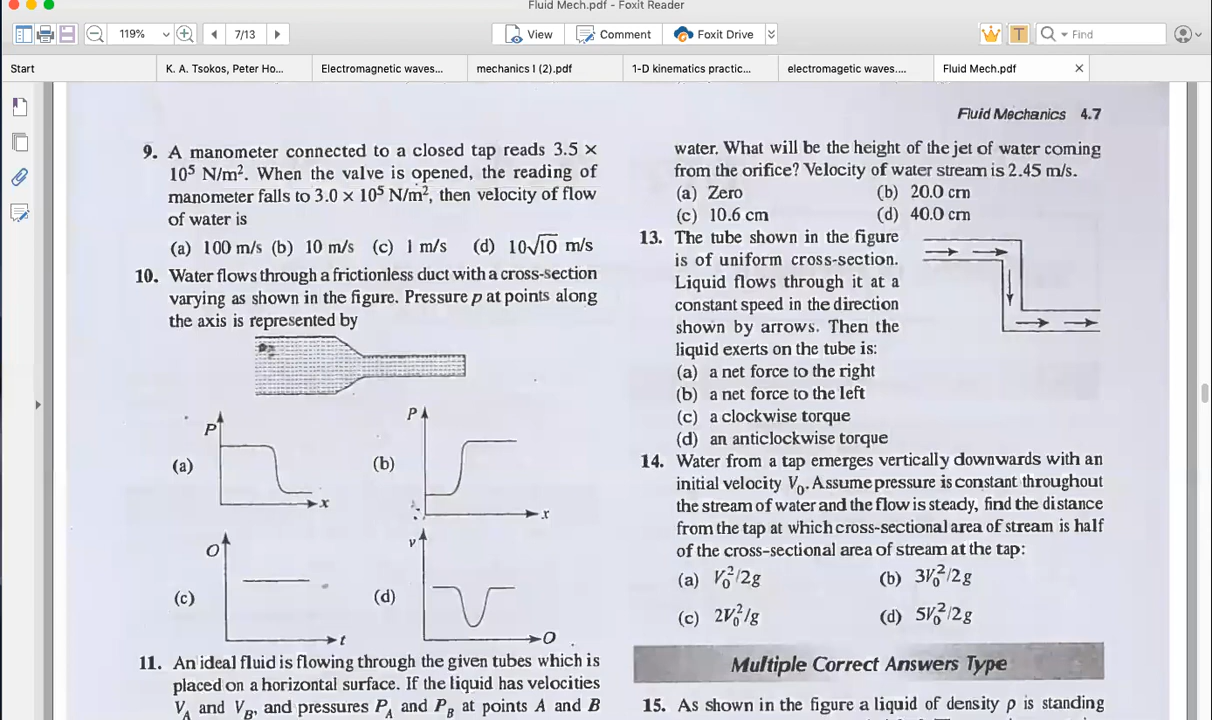 Fluid Mech.pdf - Foxit Reader
119%
7/13
View
Comment
Foxit Drive
T
Find
Start
K. A. Tsokos, Peter Ho...
Electromagnetic waves...
mechanics I (2).pdf
1-D kinematics practic...
electromagetic waves....
Fluid Mech.pdf
Fluid Mechanics 4.7
9. A manometer connected to a closed tap reads 3.5 ×
10⁵ N/m². When the valve is opened, the reading of
manometer falls to 3.0 × 10⁵ N/m², then velocity of flow
of water is
(a) 100 m/s (b) 10 m/s (c) 1 m/s (d) 10√10 m/s
10. Water flows through a frictionless duct with a cross-section
varying as shown in the figure. Pressure p at points along
the axis is represented by
P
(a)
x
P
(b)
x
O
(c)
t
v
(d)
O
11. An ideal fluid is flowing through the given tubes which is
placed on a horizontal surface. If the liquid has velocities
V_A and V_B, and pressures P_A and P_B at points A and B
water. What will be the height of the jet of water coming
from the orifice? Velocity of water stream is 2.45 m/s.
(a) Zero (b) 20.0 cm
(c) 10.6 cm (d) 40.0 cm
13. The tube shown in the figure
is of uniform cross-section.
Liquid flows through it at a
constant speed in the direction
shown by arrows. Then the
liquid exerts on the tube is:
(a) a net force to the right
(b) a net force to the left
(c) a clockwise torque
(d) an anticlockwise torque
14. Water from a tap emerges vertically downwards with an
initial velocity V₀. Assume pressure is constant throughout
the stream of water and the flow is steady, find the distance
from the tap at which cross-sectional area of stream is half
of the cross-sectional area of stream at the tap:
(a) V₀²/2g (b) 3V₀²/2g
(c) 2V₀²/g (d) 5V₀²/2g
Multiple Correct Answers Type
15. As shown in the figure a liquid of density ρ is standing